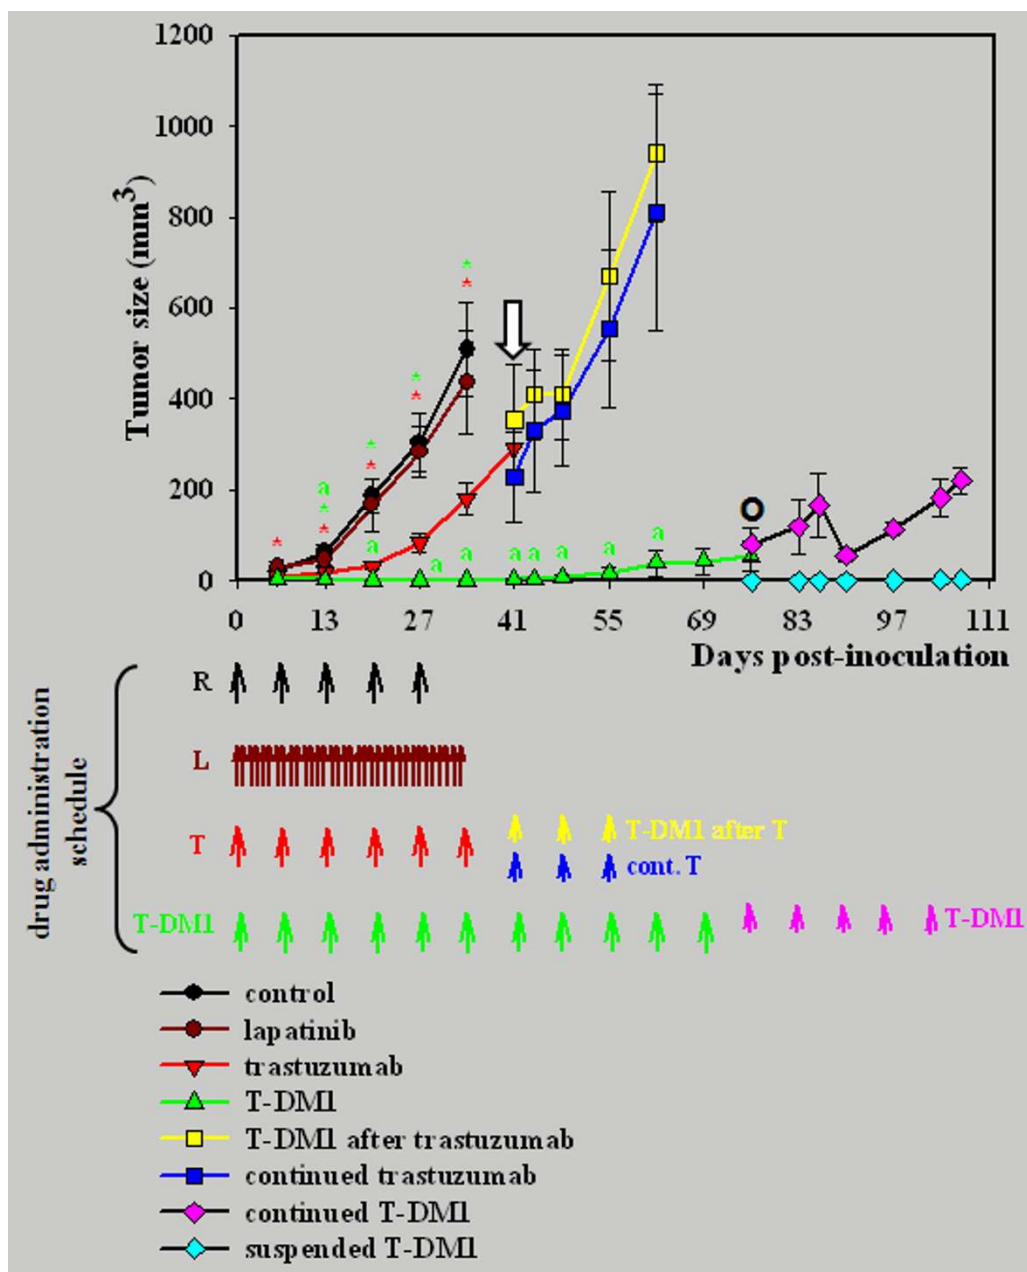 1200
1000
800
600
400
200
0
Tumor size (mm3)
* * * *
a * * * *
* * * a a a a a a a a
0 13 27 41 55 69 83 97 111
Days post-inoculation
drug administration
schedule
R
L
T
T-DM1 after T
cont. T
T-DM1
T-DM1
control
lapatinib
trastuzumab
T-DM1
T-DM1 after trastuzumab
continued trastuzumab
continued T-DM1
suspended T-DM1